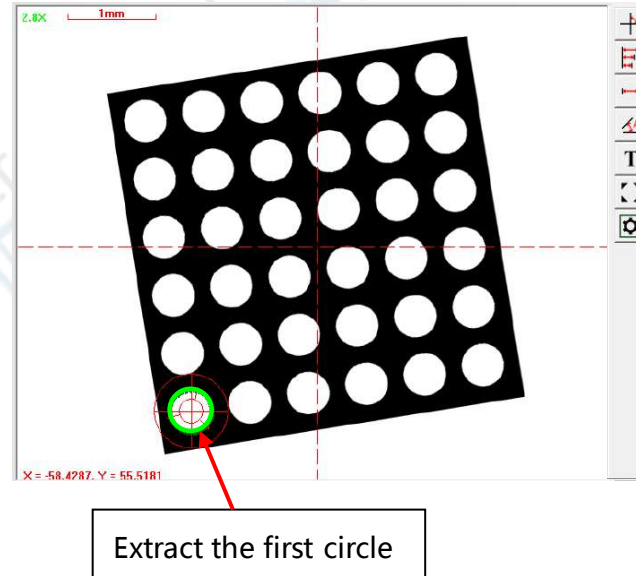 2.8X 1mm
T
X = -58.4287, Y = 55.5181
Extract the first circle